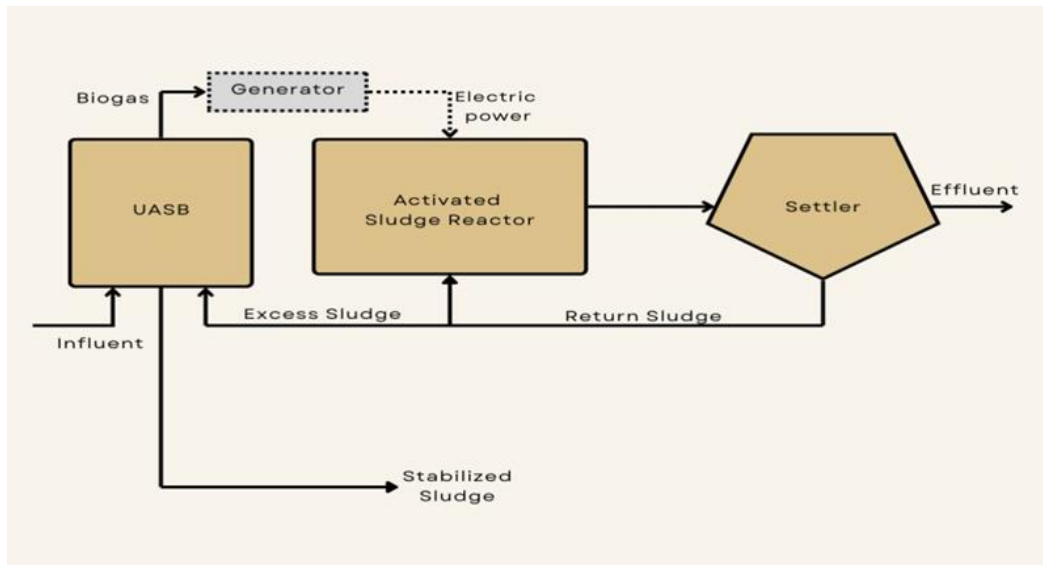 Biogas
Generator
Electric
power
UASB
Activated
Sludge Reactor
Settler
Effluent
Influent
Excess Sludge
Return Sludge
Stabilized
Sludge